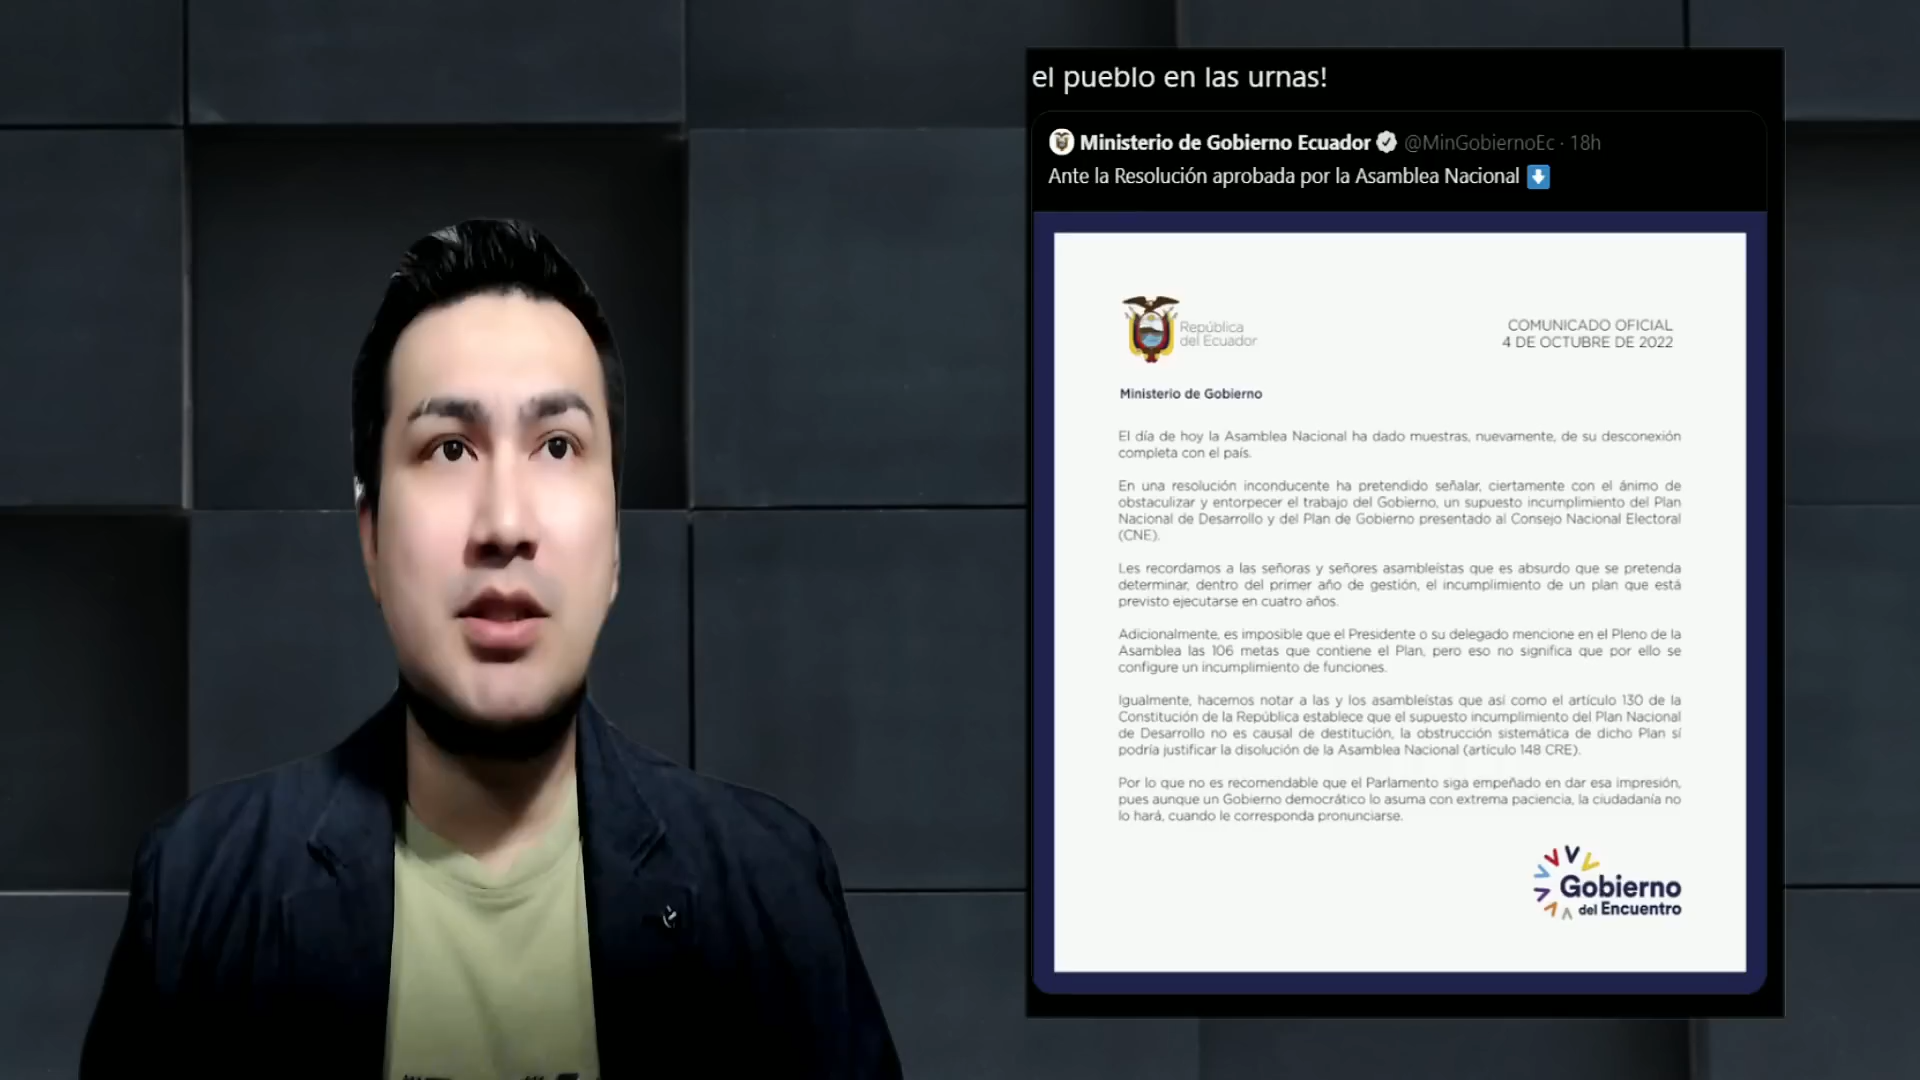 el pueblo en las urnas!
Ministerio de Gobierno Ecuador @MinGobiernoEc · 18h
Ante la Resolución aprobada por la Asamblea Nacional
República
del Ecuador
COMUNICADO OFICIAL
4 DE OCTUBRE DE 2022
Ministerio de Gobierno
El día de hoy la Asamblea Nacional ha dado muestras, nuevamente, de su desconexión
completa con el país.
En una resolución inconducente ha pretendido señalar, ciertamente con el ánimo de
obstaculizar y entorpecer el trabajo del Gobierno, un supuesto incumplimiento del Plan
Nacional de Desarrollo y del Plan de Gobierno presentado al Consejo Nacional Electoral
(CNE).
Les recordamos a las señoras y señores asambleístas que es absurdo que se pretenda
determinar, dentro del primer año de gestión, el incumplimiento de un plan que está
previsto ejecutarse en cuatro años.
Adicionalmente, es imposible que el Presidente o su delegado mencione en el Pleno de la
Asamblea las 106 metas que contiene el Plan, pero eso no significa que por ello se
configure un incumplimiento de funciones.
Igualmente, hacemos notar a las y los asambleístas que así como el artículo 130 de la
Constitución de la República establece que el supuesto incumplimiento del Plan Nacional
de Desarrollo no es causal de destitución, la obstrucción sistemática de dicho Plan sí
podría justificar la disolución de la Asamblea Nacional (artículo 148 CRE).
Por lo que no es recomendable que el Parlamento siga empeñado en dar esa impresión,
pues aunque un Gobierno democrático lo asuma con extrema paciencia, la ciudadanía no
lo hará, cuando le corresponda pronunciarse.
Gobierno
del Encuentro